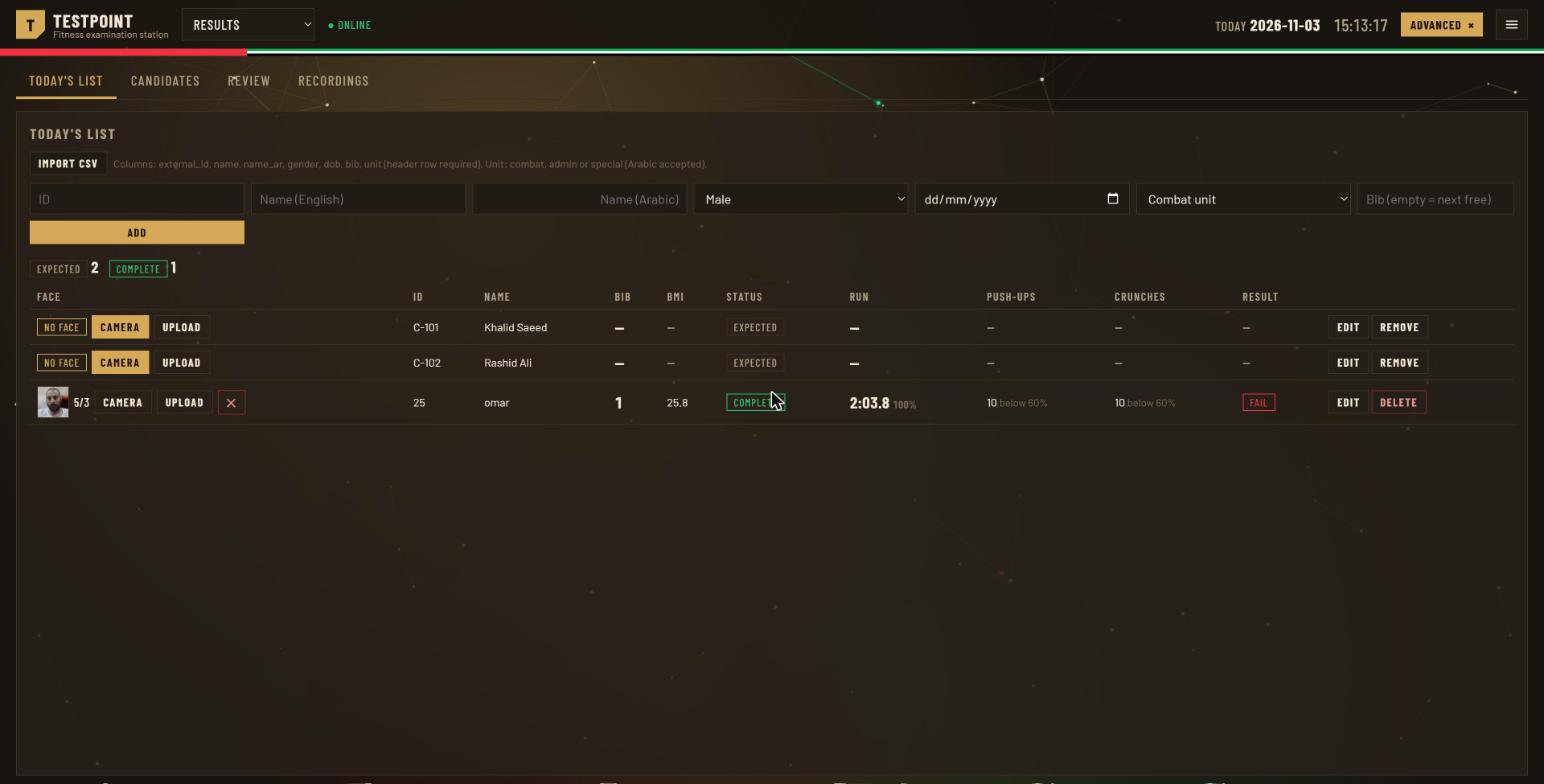 T TESTPOINT RESULTS ● ONLINE TODAY 2026-11-03 15:13:17 ADVANCED ×
Fitness examination station
TODAY'S LIST CANDIDATES REVIEW RECORDINGS
TODAY'S LIST
IMPORT CSV Columns: external_id, name, name_ar, gender, dob, bib, unit (header row required). Unit: combat, admin or special (Arabic accepted).
ID Name (English) Name (Arabic) Male dd/mm/yyyy Combat unit Bib (empty = next free)
ADD
EXPECTED 2 COMPLETE 1
FACE ID NAME BIB BMI STATUS RUN PUSH-UPS CRUNCHES RESULT
NO FACE CAMERA UPLOAD C-101 Khalid Saeed — — EXPECTED — — — — EDIT REMOVE
NO FACE CAMERA UPLOAD C-102 Rashid Ali — — EXPECTED — — — — EDIT REMOVE
5/3 CAMERA UPLOAD × 25 omar 1 25.8 COMPLETE 2:03.8 100% 10 below 60% 10 below 60% FAIL EDIT DELETE